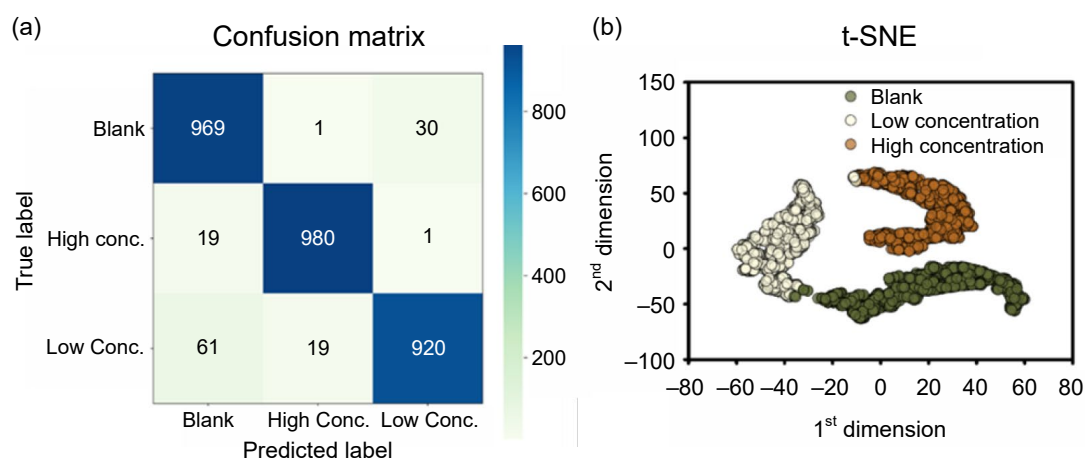 (a)
Confusion matrix
True label
Blank
969
1
30
High conc.
19
980
1
Low Conc.
61
19
920
Blank
High Conc.
Low Conc.
Predicted label
800
600
400
200
(b)
t-SNE
2nd dimension
150
100
50
0
–50
–100
Blank
Low concentration
High concentration
–80 –60 –40 –20 0 20 40 60 80
1st dimension